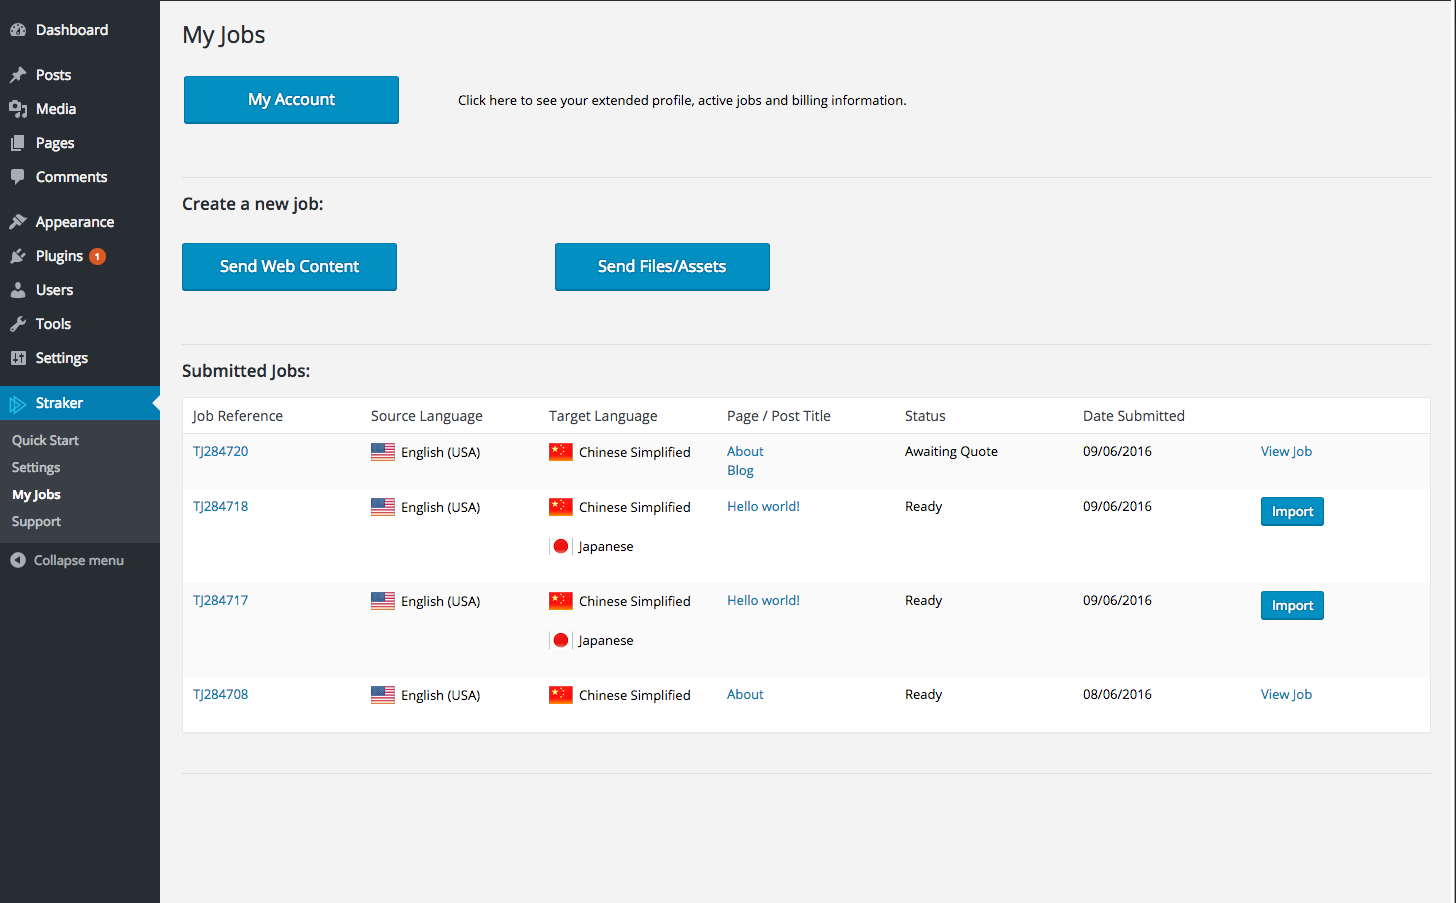 Dashboard
Posts
Media
Pages
Comments
Appearance
Plugins 1
Users
Tools
Settings
Straker
Quick Start
Settings
My Jobs
Support
Collapse menu
My Jobs
My Account
Click here to see your extended profile, active jobs and billing information.
Create a new job:
Send Web Content Send Files/Assets
Submitted Jobs:
Job Reference Source Language Target Language Page / Post Title Status Date Submitted
TJ284720 English (USA) Chinese Simplified About Awaiting Quote 09/06/2016 View Job
Blog
TJ284718 English (USA) Chinese Simplified Hello world! Ready 09/06/2016 Import
Japanese
TJ284717 English (USA) Chinese Simplified Hello world! Ready 09/06/2016 Import
Japanese
TJ284708 English (USA) Chinese Simplified About Ready 08/06/2016 View Job